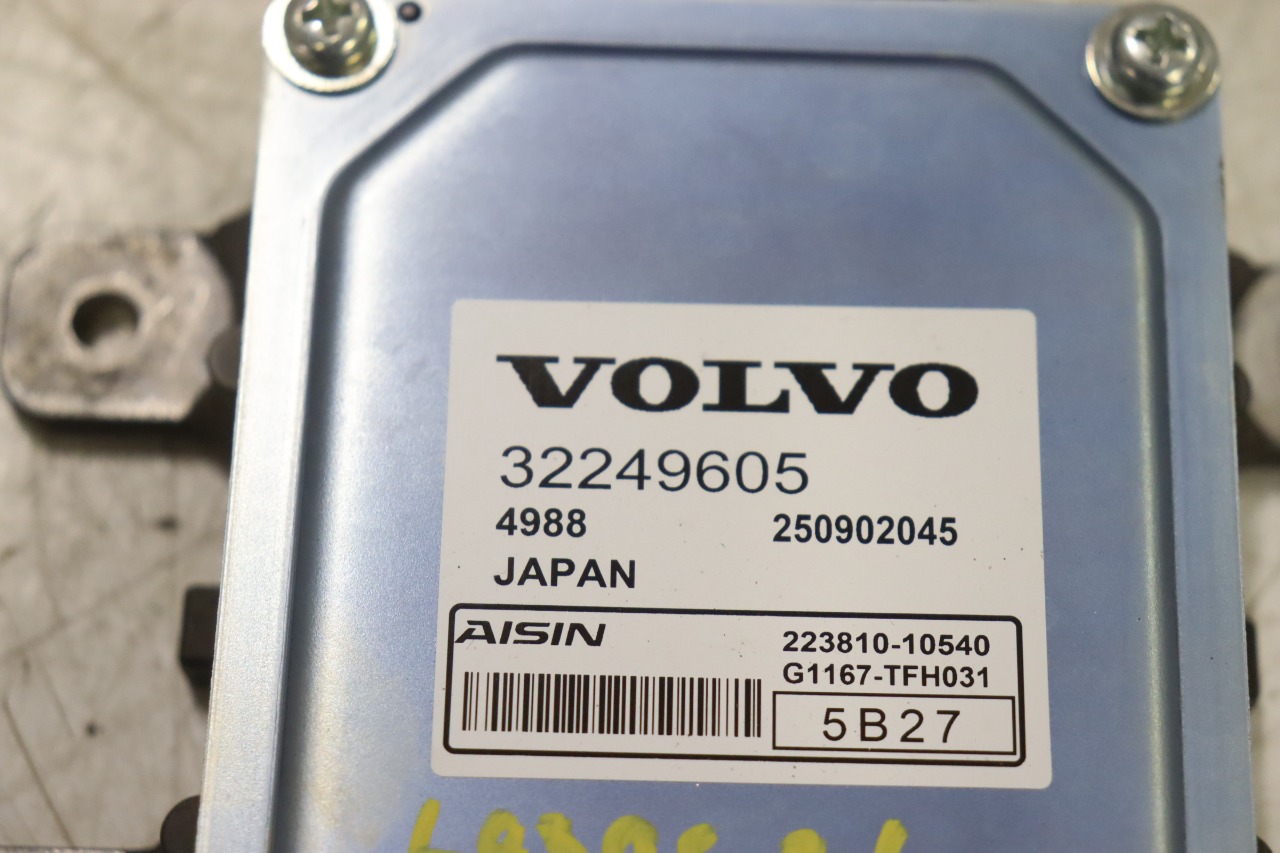 VOLVO
32249605
4988 250902045
JAPAN
AISIN 223810-10540
G1167-TFH031
5B27